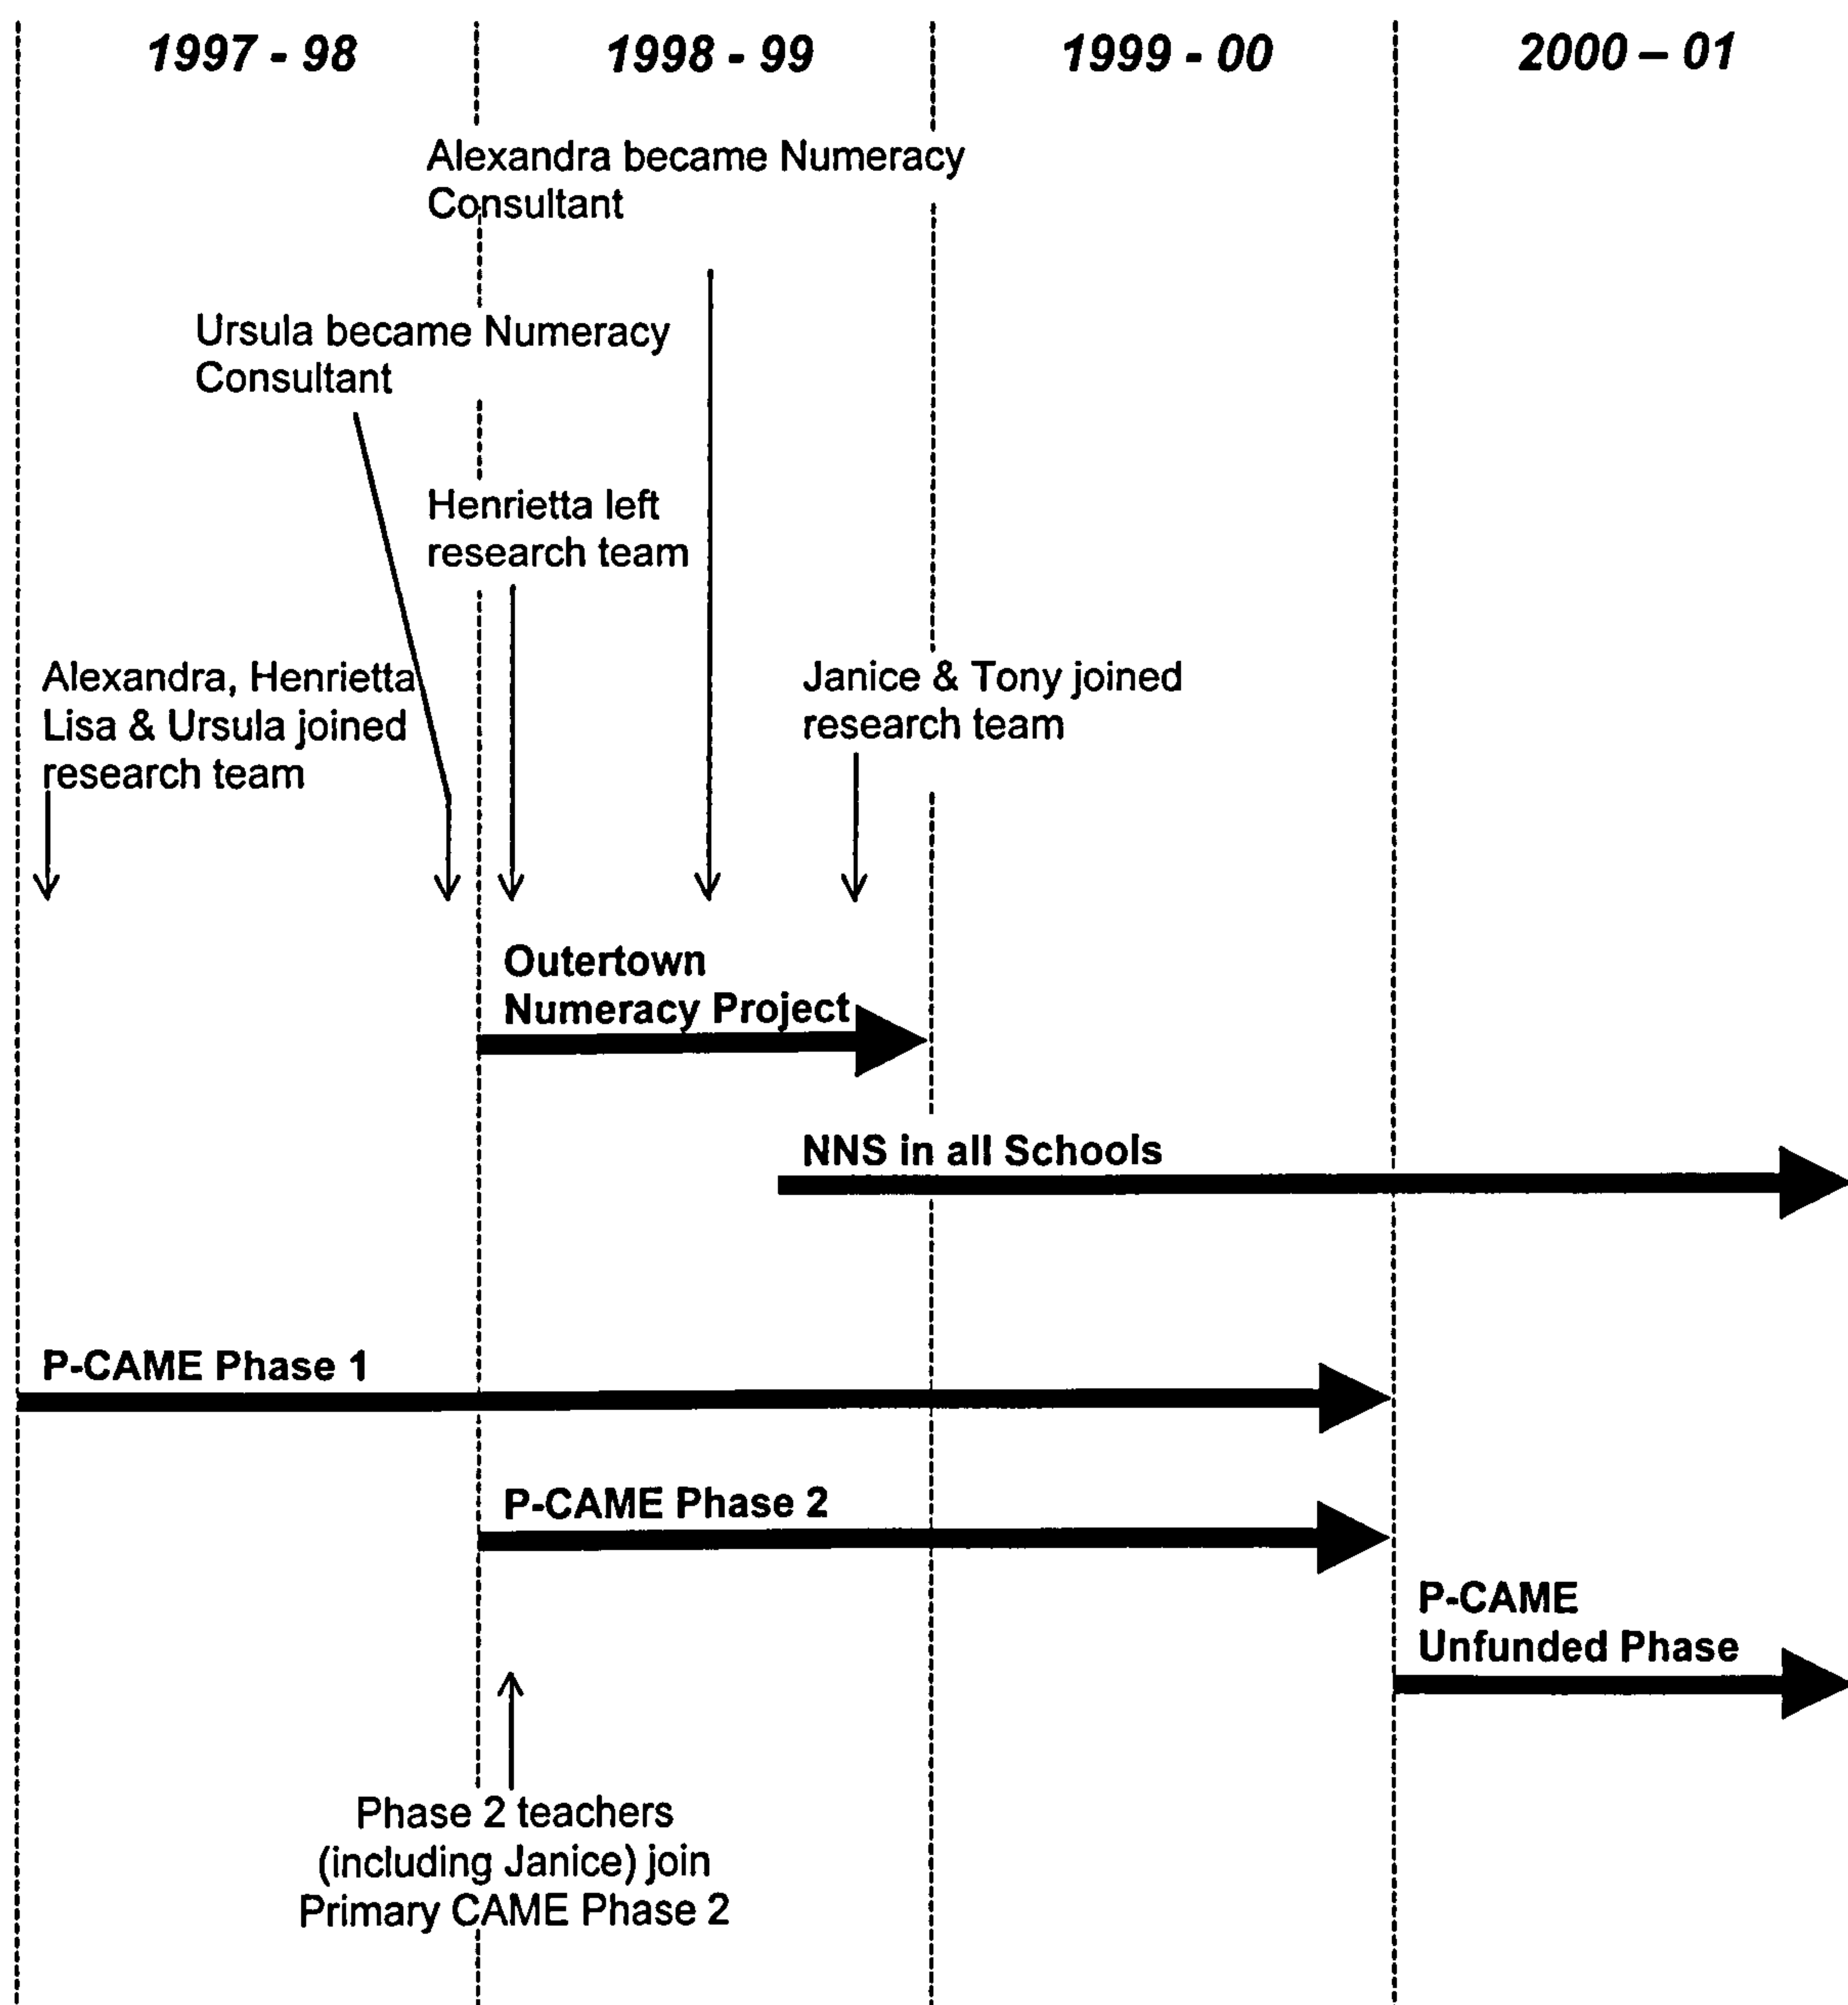 1997 - 98
1998 - 99
1999 - 00
2000 – 01
Alexandra became Numeracy
Consultant
Ursula became Numeracy
Consultant
Henrietta left
research team
Alexandra, Henrietta
Lisa & Ursula joined
research team
Janice & Tony joined
research team
Outertown
Numeracy Project
NNS in all Schools
P-CAME Phase 1
P-CAME Phase 2
P-CAME
Unfunded Phase
Phase 2 teachers
(including Janice) join
Primary CAME Phase 2